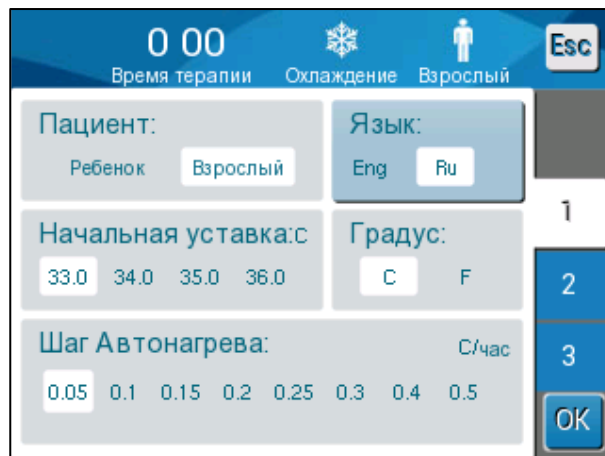 0 00
Время терапии Охлаждение Взрослый
Esc
Пациент:
Ребенок Взрослый
Язык:
Eng Ru
Начальная уставка:С
33.0 34.0 35.0 36.0
Градус:
C F
Шаг Автонагрева: С/час
0.05 0.1 0.15 0.2 0.25 0.3 0.4 0.5
1
2
3
OK